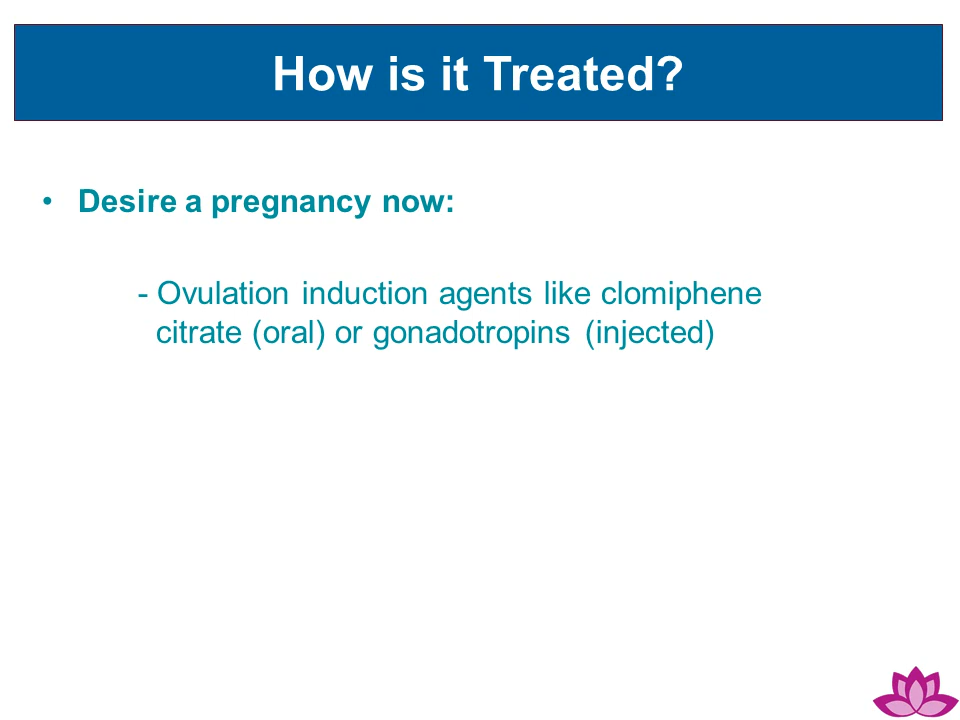 How is it Treated?
• Desire a pregnancy now:
- Ovulation induction agents like clomiphene
citrate (oral) or gonadotropins (injected)